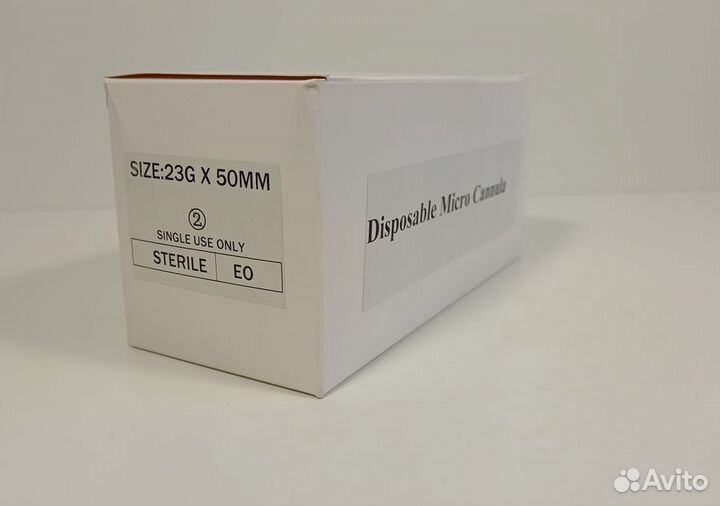 SIZE:23G X 50MM
②
SINGLE USE ONLY
STERILE EO
Disposable Micro Cannula
Avito